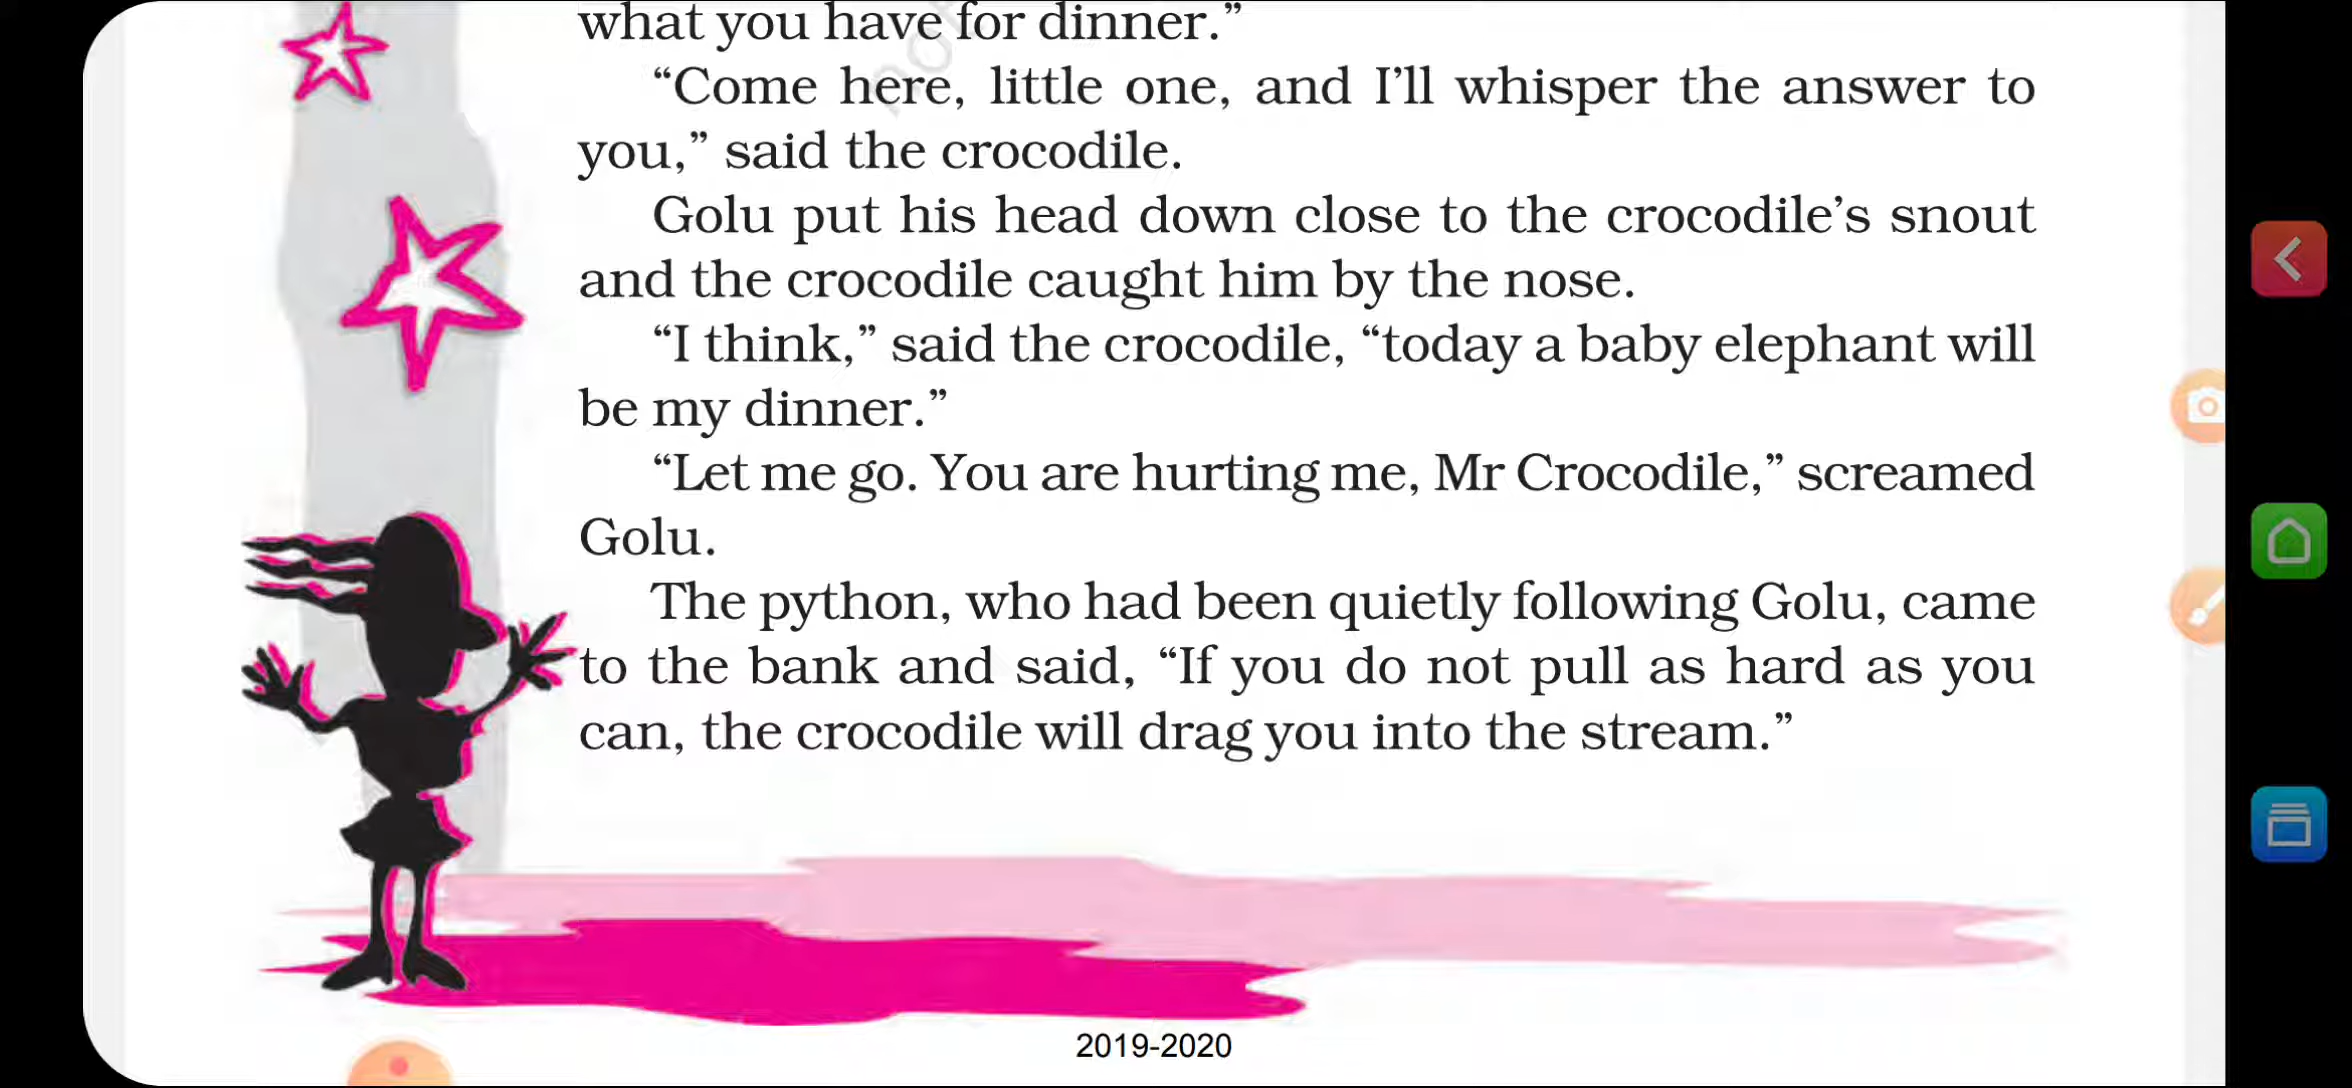 what you have for dinner.”
“Come here, little one, and I’ll whisper the answer to
you,” said the crocodile.
Golu put his head down close to the crocodile’s snout
and the crocodile caught him by the nose.
“I think,” said the crocodile, “today a baby elephant will
be my dinner.”
“Let me go. You are hurting me, Mr Crocodile,” screamed
Golu.
The python, who had been quietly following Golu, came
to the bank and said, “If you do not pull as hard as you
can, the crocodile will drag you into the stream.”
2019-2020